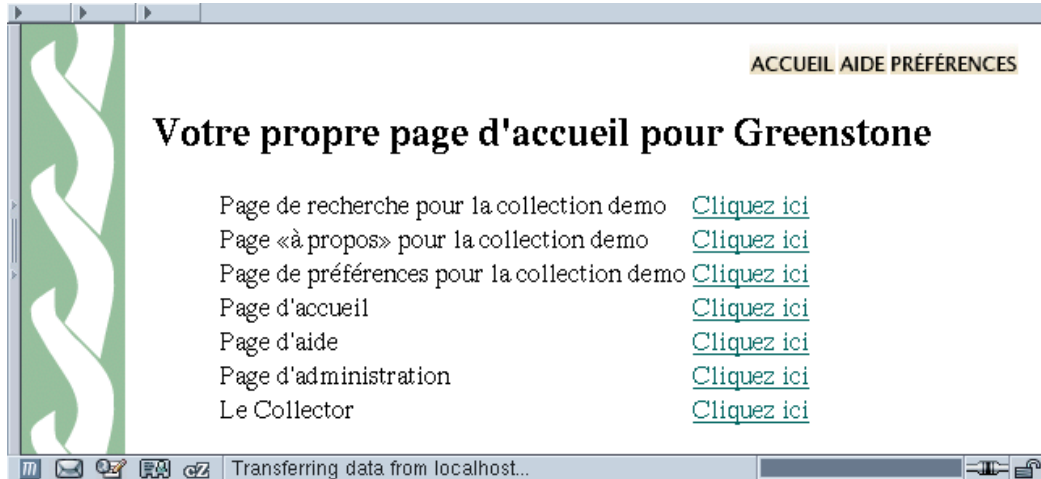 ACCUEIL AIDE PRÉFÉRENCES
Votre propre page d'accueil pour Greenstone
Page de recherche pour la collection demo Cliquez ici
Page «à propos» pour la collection demo Cliquez ici
Page de préférences pour la collection demo Cliquez ici
Page d'accueil Cliquez ici
Page d'aide Cliquez ici
Page d'administration Cliquez ici
Le Collector Cliquez ici
Transferring data from localhost...